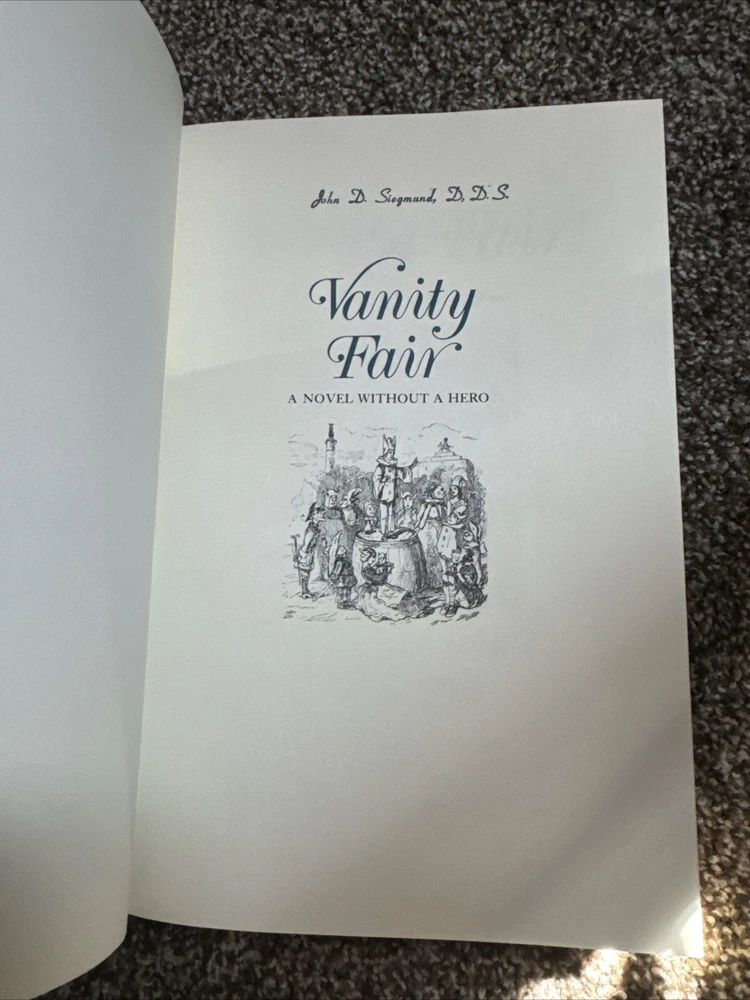 John D. Siegmund, D.D.S.
Vanity
Fair
A NOVEL WITHOUT A HERO